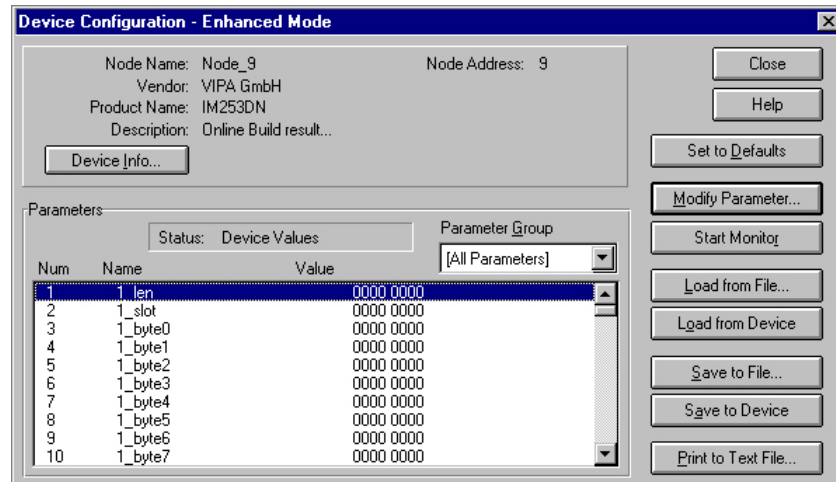 Device Configuration - Enhanced Mode
Node Name: Node_9 Node Address: 9
Vendor: VIPA GmbH
Product Name: IM253DN
Description: Online Build result...
Device Info...
Parameters
Status: Device Values
Parameter Group
[All Parameters]
Num Name Value
1 1_len 0000 0000
2 1_slot 0000 0000
3 1_byte0 0000 0000
4 1_byte1 0000 0000
5 1_byte2 0000 0000
6 1_byte3 0000 0000
7 1_byte4 0000 0000
8 1_byte5 0000 0000
9 1_byte6 0000 0000
10 1_byte7 0000 0000
Close
Help
Set to Defaults
Modify Parameter...
Start Monitor
Load from File...
Load from Device
Save to File...
Save to Device
Print to Text File...